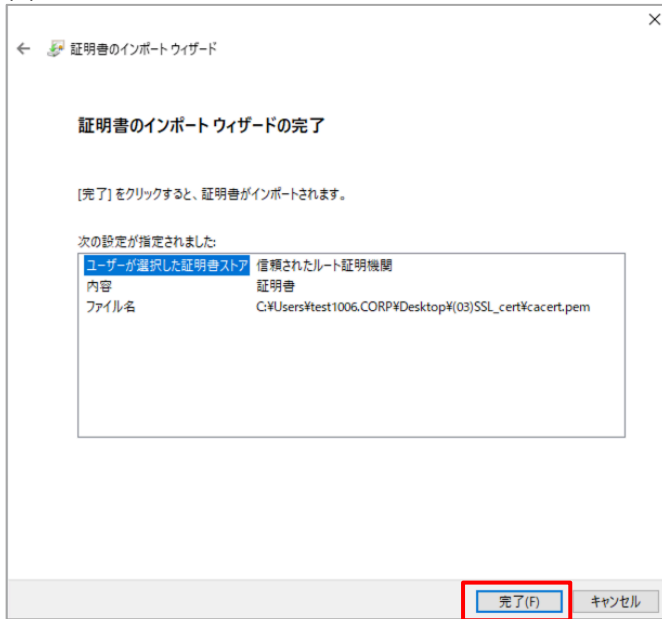 証明書のインポート ウィザード
証明書のインポート ウィザードの完了
[完了] をクリックすると、証明書がインポートされます。
次の設定が指定されました:
ユーザーが選択した証明書ストア 信頼されたルート証明機関
内容 証明書
ファイル名 C:¥Users¥test1006.CORP¥Desktop¥(03)SSL_cert¥cacert.pem
完了(F) キャンセル